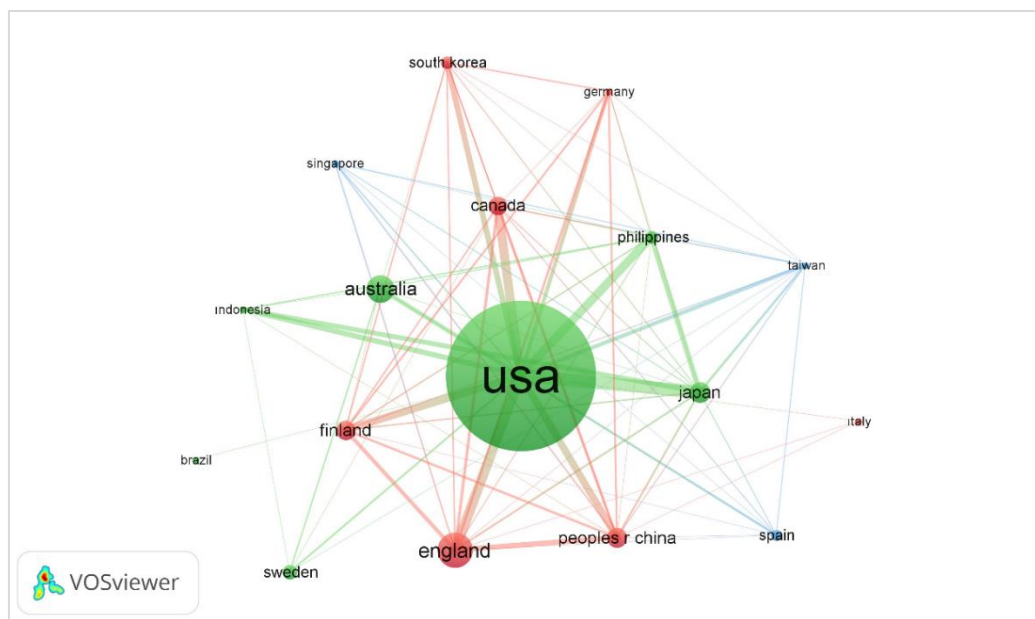 south korea
germany
singapore
canada
philippines
taiwan
australia
indonesia
usa
japan
finland
italy
brazil
england
peoples r china
spain
sweden
VOSviewer